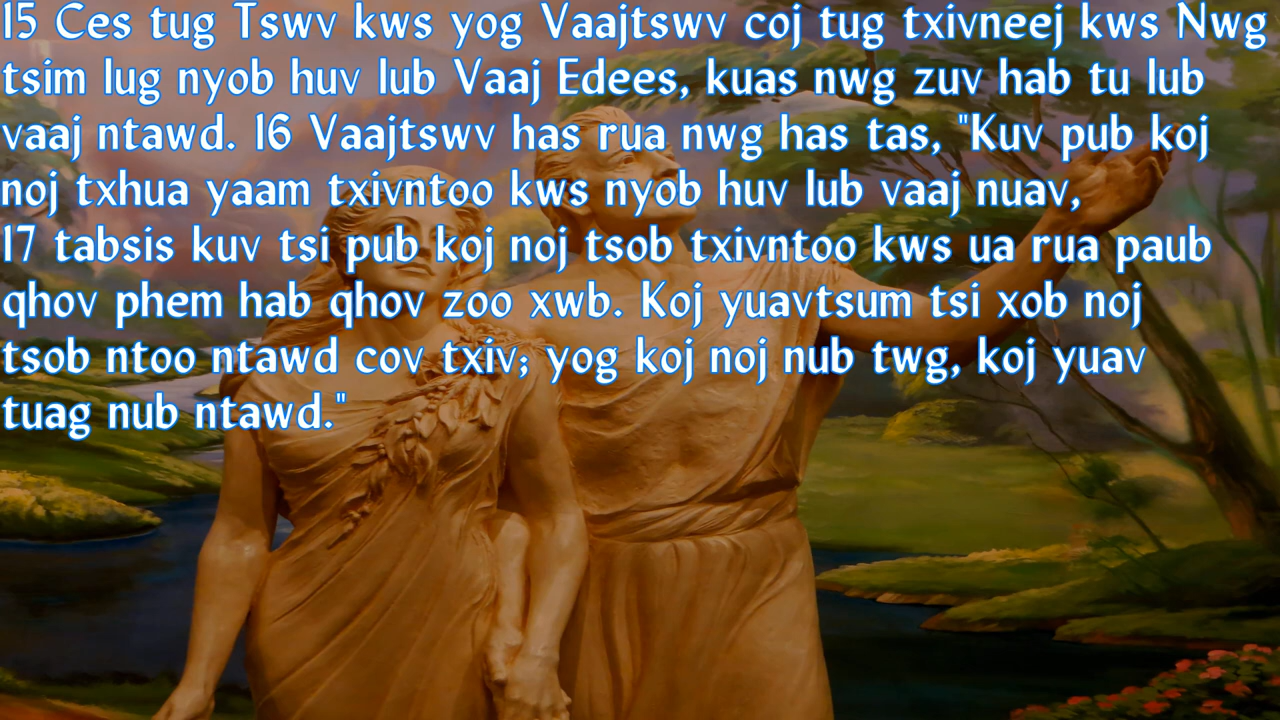 15 Ces tug Tswv kws yog Vaajtswv coj tug txivneej kws Nwg
tsim lug nyob huv lub Vaaj Edees, kuas nwg zuv hab tu lub
vaaj ntawd. 16 Vaajtswv has rua nwg has tas, "Kuv pub koj
noj txhua yaam txivntoo kws nyob huv lub vaaj nuav,
17 tabsis kuv tsi pub koj noj tsob txivntoo kws ua rua paub
qhov phem hab qhov zoo xwb. Koj yuavtsum tsi xob noj
tsob ntoo ntawd cov txiv; yog koj noj nub twg, koj yuav
tuag nub ntawd."